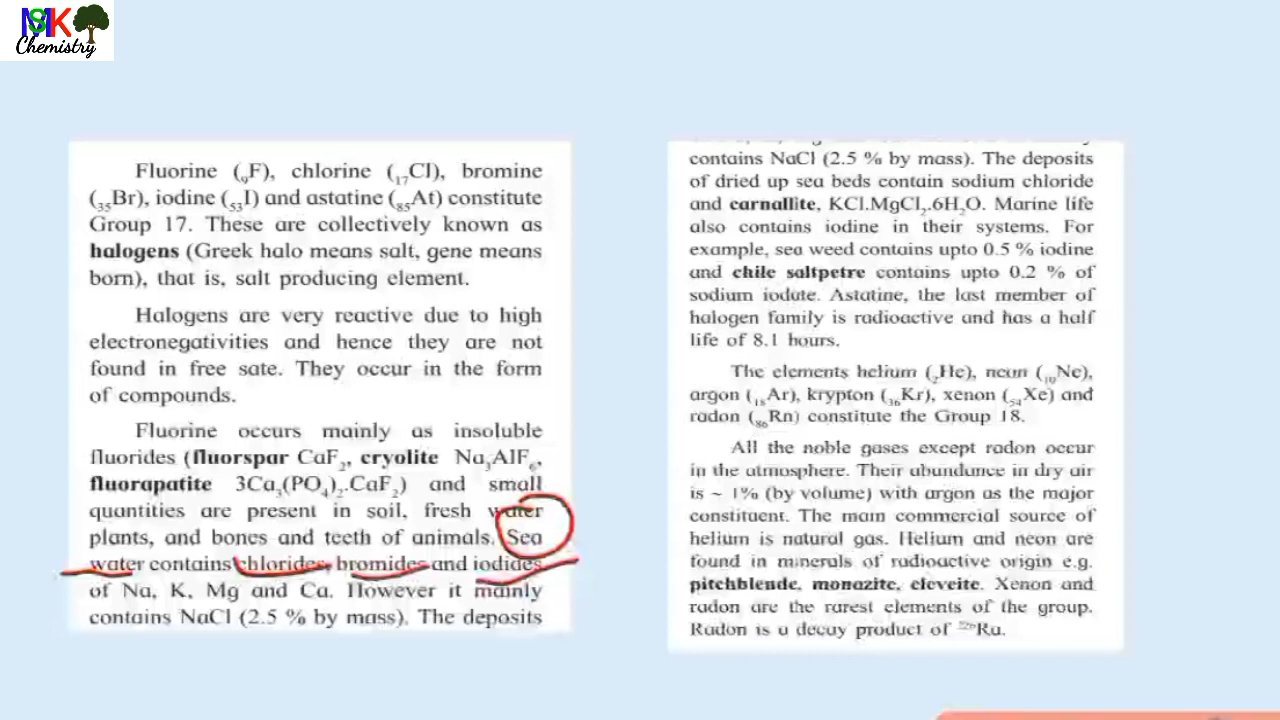 MSK
Chemistry
Fluorine (₉F), chlorine (₁₇Cl), bromine
(₃₅Br), iodine (₅₃I) and astatine (₈₅At) constitute
Group 17. These are collectively known as
halogens (Greek halo means salt, gene means
born), that is, salt producing element.
Halogens are very reactive due to high
electronegativities and hence they are not
found in free sate. They occur in the form
of compounds.
Fluorine occurs mainly as insoluble
fluorides (fluorspar CaF₂, cryolite Na₃AlF₆,
fluorapatite 3Ca₃(PO₄)₂.CaF₂) and small
quantities are present in soil, fresh water
plants, and bones and teeth of animals. Sea
water contains chlorides, bromides and iodides
of Na, K, Mg and Ca. However it mainly
contains NaCl (2.5 % by mass). The deposits
contains NaCl (2.5 % by mass). The deposits
of dried up sea beds contain sodium chloride
and carnallite, KCl.MgCl₂.6H₂O. Marine life
also contains iodine in their systems. For
example, sea weed contains upto 0.5 % iodine
and chile saltpetre contains upto 0.2 % of
sodium iodate. Astatine, the last member of
halogen family is radioactive and has a half
life of 8.1 hours.
The elements helium (₂He), neon (₁₀Ne),
argon (₁₈Ar), krypton (₃₆Kr), xenon (₅₄Xe) and
radon (₈₆Rn) constitute the Group 18.
All the noble gases except radon occur
in the atmosphere. Their abundance in dry air
is ~ 1% (by volume) with argon as the major
constituent. The main commercial source of
helium is natural gas. Helium and neon are
found in minerals of radioactive origin e.g.
pitchblende, monazite, cleveite. Xenon and
radon are the rarest elements of the group.
Radon is a decay product of ²²⁶Ra.